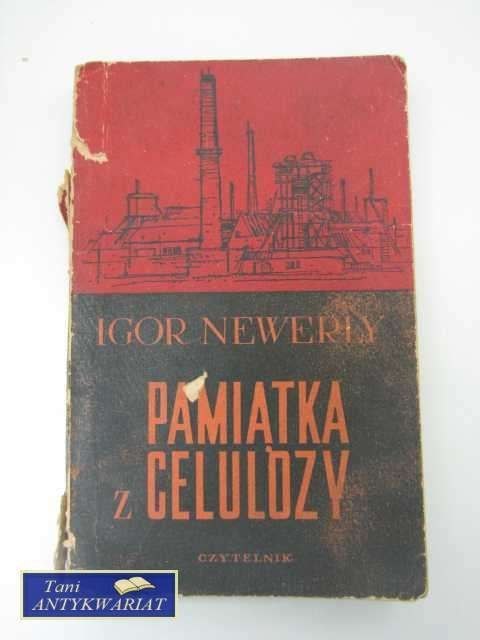 IGOR NEWERLY
PAMIĄTKA
z CELULOZY
CZYTELNIK
Tani
ANTYKWARIAT